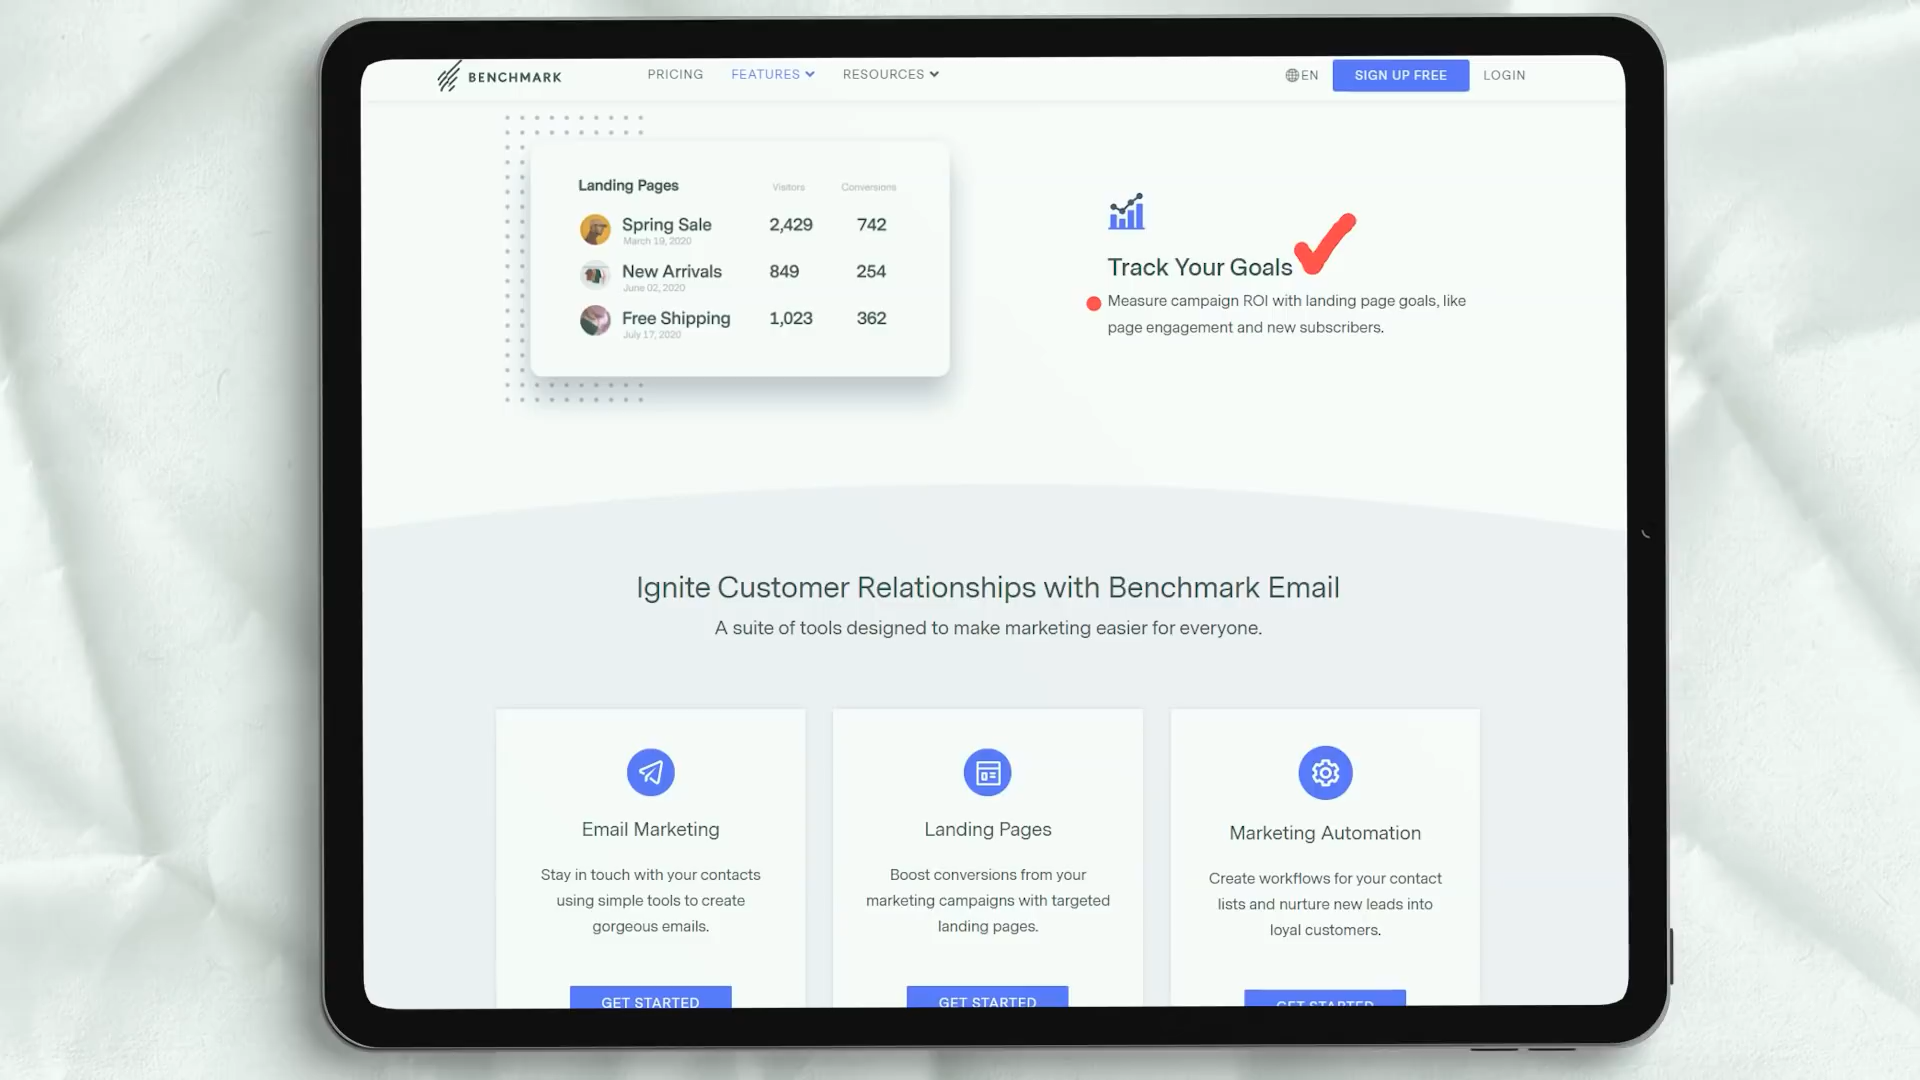 BENCHMARK
PRICING FEATURES RESOURCES
EN SIGN UP FREE LOGIN
Landing Pages Visitors Conversions
Spring Sale 2,429 742
March 19, 2020
New Arrivals 849 254
June 02, 2020
Free Shipping 1,023 362
July 17, 2020
Track Your Goals
Measure campaign ROI with landing page goals, like
page engagement and new subscribers.
Ignite Customer Relationships with Benchmark Email
A suite of tools designed to make marketing easier for everyone.
Email Marketing
Stay in touch with your contacts
using simple tools to create
gorgeous emails.
GET STARTED
Landing Pages
Boost conversions from your
marketing campaigns with targeted
landing pages.
GET STARTED
Marketing Automation
Create workflows for your contact
lists and nurture new leads into
loyal customers.
GET STARTED